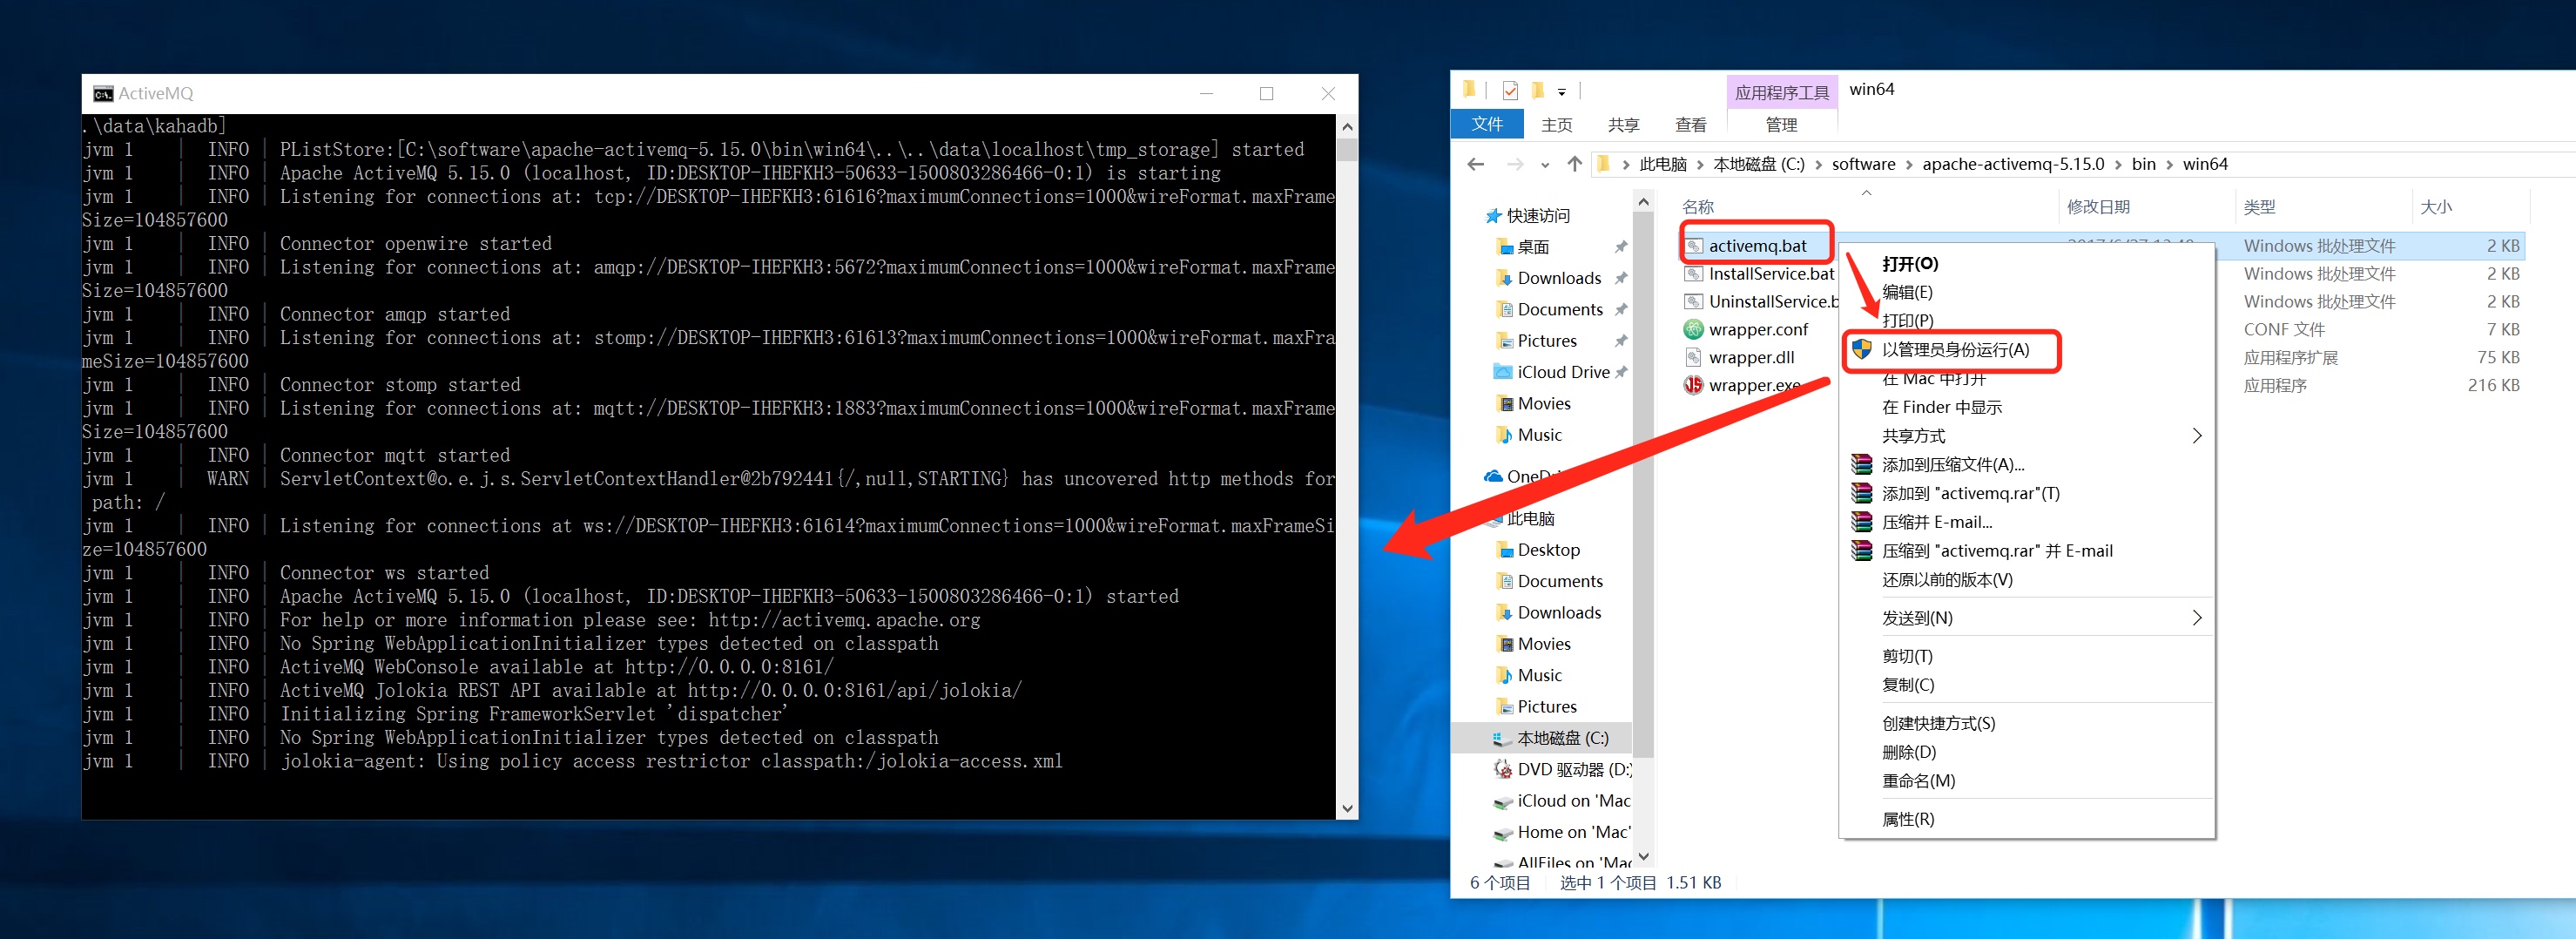 ActiveMQ
.\data\kahadb]
jvm 1    |  INFO | PListStore:[C:\software\apache-activemq-5.15.0\bin\win64\..\..\data\localhost\tmp_storage] started
jvm 1    |  INFO | Apache ActiveMQ 5.15.0 (localhost, ID:DESKTOP-IHEFKH3-50633-1500803286466-0:1) is starting
jvm 1    |  INFO | Listening for connections at: tcp://DESKTOP-IHEFKH3:61616?maximumConnections=1000&wireFormat.maxFrame
Size=104857600
jvm 1    |  INFO | Connector openwire started
jvm 1    |  INFO | Listening for connections at: amqp://DESKTOP-IHEFKH3:5672?maximumConnections=1000&wireFormat.maxFrame
Size=104857600
jvm 1    |  INFO | Connector amqp started
jvm 1    |  INFO | Listening for connections at: stomp://DESKTOP-IHEFKH3:61613?maximumConnections=1000&wireFormat.maxFra
meSize=104857600
jvm 1    |  INFO | Connector stomp started
jvm 1    |  INFO | Listening for connections at: mqtt://DESKTOP-IHEFKH3:1883?maximumConnections=1000&wireFormat.maxFrame
Size=104857600
jvm 1    |  INFO | Connector mqtt started
jvm 1    |  WARN | ServletContext@o.e.j.s.ServletContextHandler@2b792441{/,null,STARTING} has uncovered http methods for
path: /
jvm 1    |  INFO | Listening for connections at ws://DESKTOP-IHEFKH3:61614?maximumConnections=1000&wireFormat.maxFrameSi
ze=104857600
jvm 1    |  INFO | Connector ws started
jvm 1    |  INFO | Apache ActiveMQ 5.15.0 (localhost, ID:DESKTOP-IHEFKH3-50633-1500803286466-0:1) started
jvm 1    |  INFO | For help or more information please see: http://activemq.apache.org
jvm 1    |  INFO | No Spring WebApplicationInitializer types detected on classpath
jvm 1    |  INFO | ActiveMQ WebConsole available at http://0.0.0.0:8161/
jvm 1    |  INFO | ActiveMQ Jolokia REST API available at http://0.0.0.0:8161/api/jolokia/
jvm 1    |  INFO | Initializing Spring FrameworkServlet 'dispatcher'
jvm 1    |  INFO | No Spring WebApplicationInitializer types detected on classpath
jvm 1    |  INFO | jolokia-agent: Using policy access restrictor classpath:/jolokia-access.xml
应用程序工具 win64
文件 主页 共享 查看 管理
此电脑 > 本地磁盘 (C:) > software > apache-activemq-5.15.0 > bin > win64
快速访问
桌面
Downloads
Documents
Pictures
iCloud Drive
Movies
Music
此电脑
Desktop
Documents
Downloads
Movies
Music
Pictures
本地磁盘 (C:)
DVD 驱动器 (D:)
iCloud on 'Mac
Home on 'Mac'
AllFiles on 'Mac
名称 修改日期 类型 大小
activemq.bat Windows 批处理文件 2 KB
InstallService.bat Windows 批处理文件 2 KB
UninstallService.b Windows 批处理文件 2 KB
wrapper.conf CONF 文件 7 KB
wrapper.dll 应用程序扩展 75 KB
wrapper.exe 应用程序 216 KB
打开(O)
编辑(E)
打印(P)
以管理员身份运行(A)
在 Mac 中打开
在 Finder 中显示
共享方式
添加到压缩文件(A)...
添加到 "activemq.rar"(T)
压缩并 E-mail...
压缩到 "activemq.rar" 并 E-mail
还原以前的版本(V)
发送到(N)
剪切(T)
复制(C)
创建快捷方式(S)
删除(D)
重命名(M)
属性(R)
6 个项目 选中 1 个项目 1.51 KB